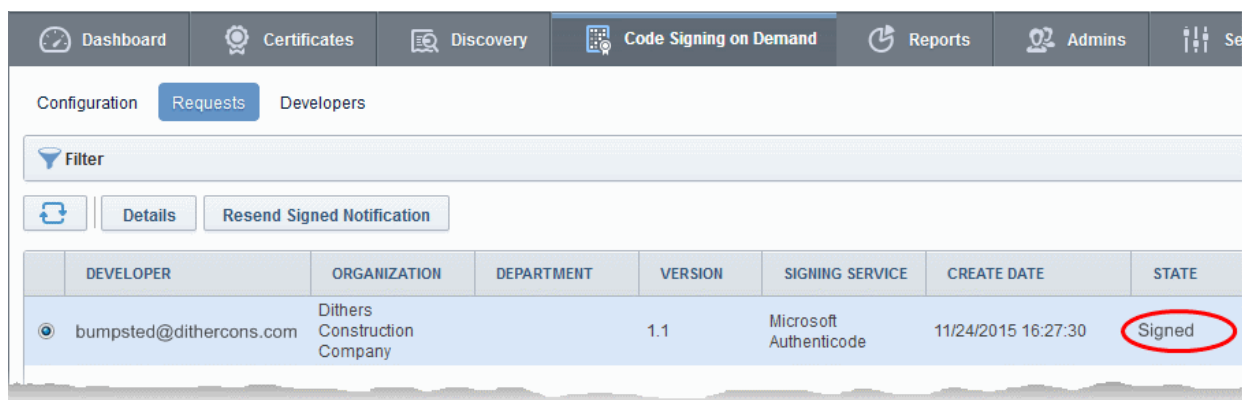 Dashboard Certificates Discovery Code Signing on Demand Reports Admins Se
Configuration Requests Developers
Filter
Details Resend Signed Notification
DEVELOPER ORGANIZATION DEPARTMENT VERSION SIGNING SERVICE CREATE DATE STATE
bumpsted@dithercons.com Dithers Construction Company 1.1 Microsoft Authenticode 11/24/2015 16:27:30 Signed